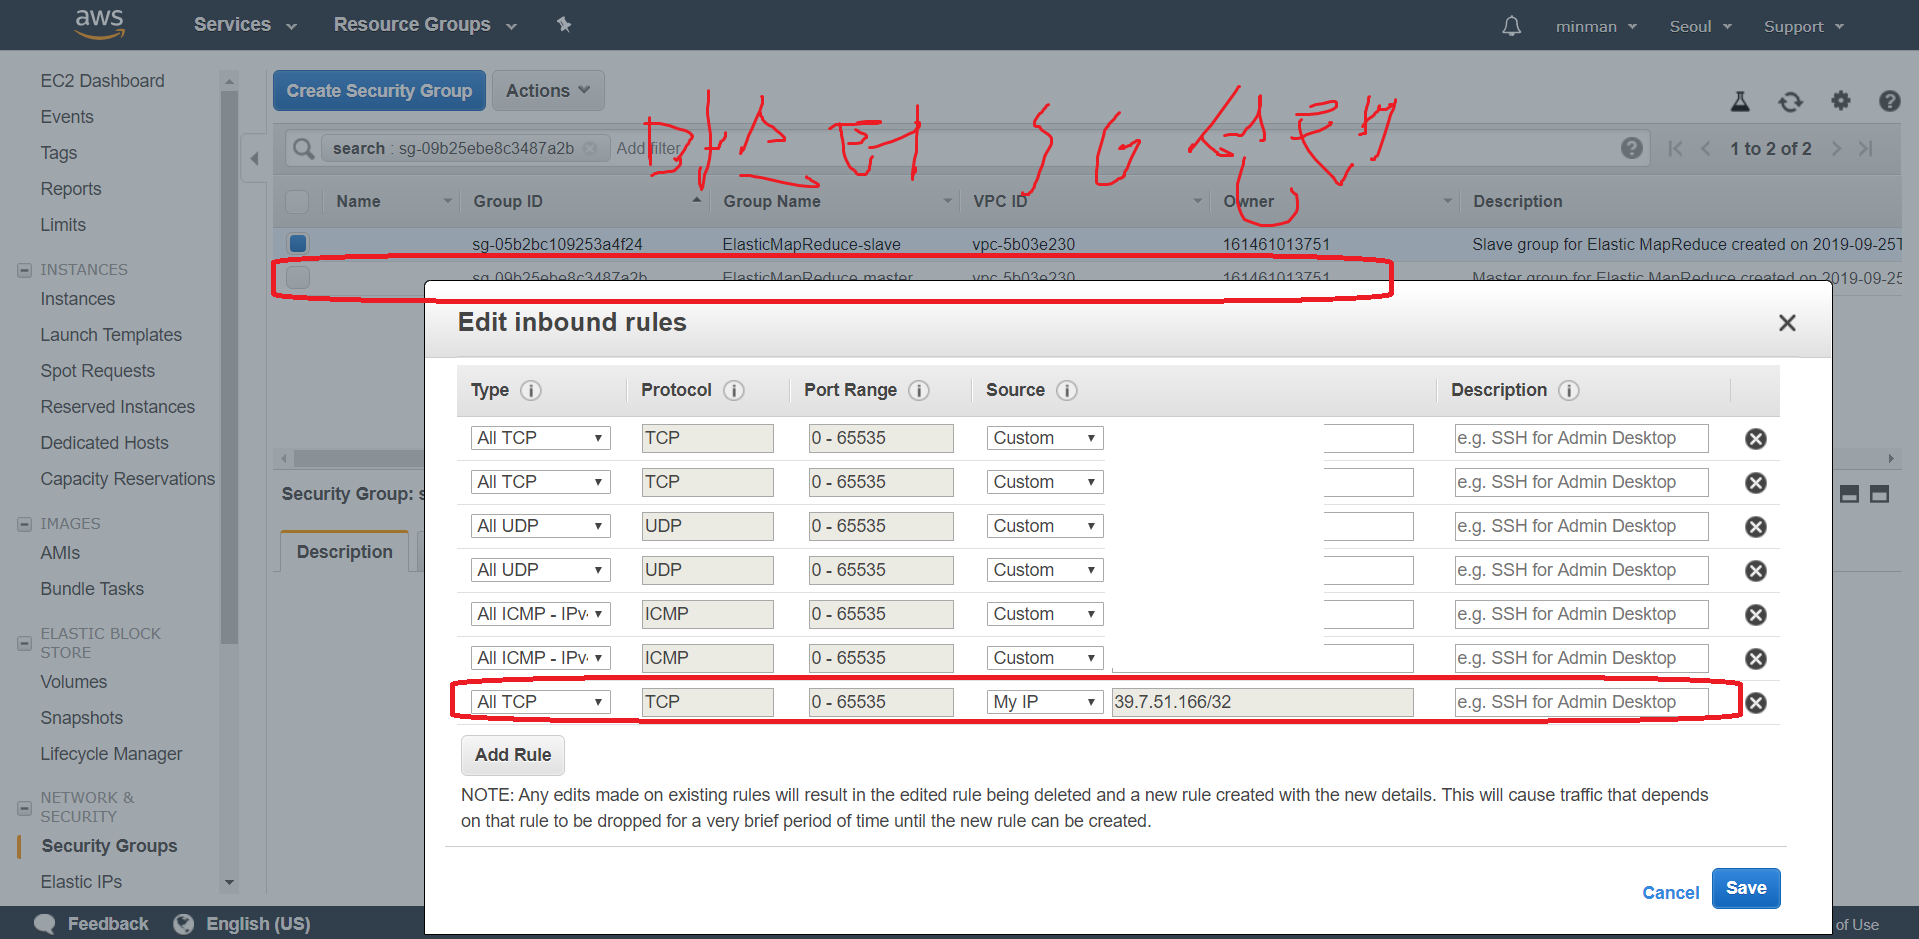 aws Services Resource Groups minman Seoul Support
EC2 Dashboard
Events
Tags
Reports
Limits
INSTANCES
Instances
Launch Templates
Spot Requests
Reserved Instances
Dedicated Hosts
Capacity Reservations
IMAGES
AMIs
Bundle Tasks
ELASTIC BLOCK
STORE
Volumes
Snapshots
Lifecycle Manager
NETWORK &
SECURITY
Security Groups
Elastic IPs
Create Security Group Actions
마스터 SG 선택
search : sg-09b25ebe8c3487a2b Add filter 1 to 2 of 2
Name Group ID Group Name VPC ID Owner Description
sg-05b2bc109253a4f24 ElasticMapReduce-slave vpc-5b03e230 161461013751 Slave group for Elastic MapReduce created on 2019-09-25T
sg-09b25ebe8c3487a2b ElasticMapReduce-master vpc-5b03e230 161461013751 Master group for Elastic MapReduce created on 2019-09-25
Security Group: s
Description
Edit inbound rules
Type Protocol Port Range Source Description
All TCP TCP 0 - 65535 Custom e.g. SSH for Admin Desktop
All TCP TCP 0 - 65535 Custom e.g. SSH for Admin Desktop
All UDP UDP 0 - 65535 Custom e.g. SSH for Admin Desktop
All UDP UDP 0 - 65535 Custom e.g. SSH for Admin Desktop
All ICMP - IPv4 ICMP 0 - 65535 Custom e.g. SSH for Admin Desktop
All ICMP - IPv4 ICMP 0 - 65535 Custom e.g. SSH for Admin Desktop
All TCP TCP 0 - 65535 My IP 39.7.51.166/32 e.g. SSH for Admin Desktop
Add Rule
NOTE: Any edits made on existing rules will result in the edited rule being deleted and a new rule created with the new details. This will cause traffic that depends
on that rule to be dropped for a very brief period of time until the new rule can be created.
Cancel Save
Feedback English (US) of Use